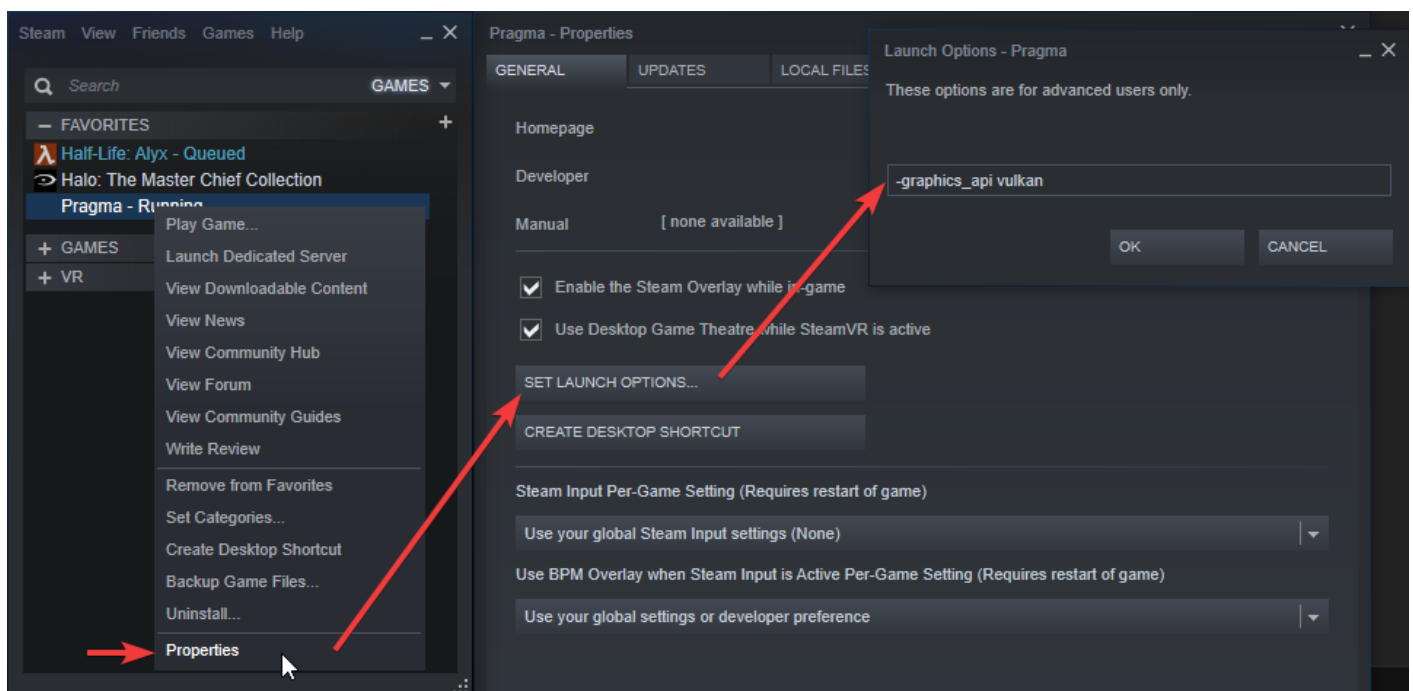 Steam View Friends Games Help
Search GAMES
FAVORITES
Half-Life: Alyx - Queued
Halo: The Master Chief Collection
Pragma - Running
GAMES
VR
Play Game...
Launch Dedicated Server
View Downloadable Content
View News
View Community Hub
View Forum
View Community Guides
Write Review
Remove from Favorites
Set Categories...
Create Desktop Shortcut
Backup Game Files...
Uninstall...
Properties
Pragma - Properties
GENERAL UPDATES LOCAL FILES
Homepage
Developer
Manual [ none available ]
Enable the Steam Overlay while in-game
Use Desktop Game Theatre while SteamVR is active
SET LAUNCH OPTIONS...
CREATE DESKTOP SHORTCUT
Steam Input Per-Game Setting (Requires restart of game)
Use your global Steam Input settings (None)
Use BPM Overlay when Steam Input is Active Per-Game Setting (Requires restart of game)
Use your global settings or developer preference
Launch Options - Pragma
These options are for advanced users only.
-graphics_api vulkan
OK CANCEL